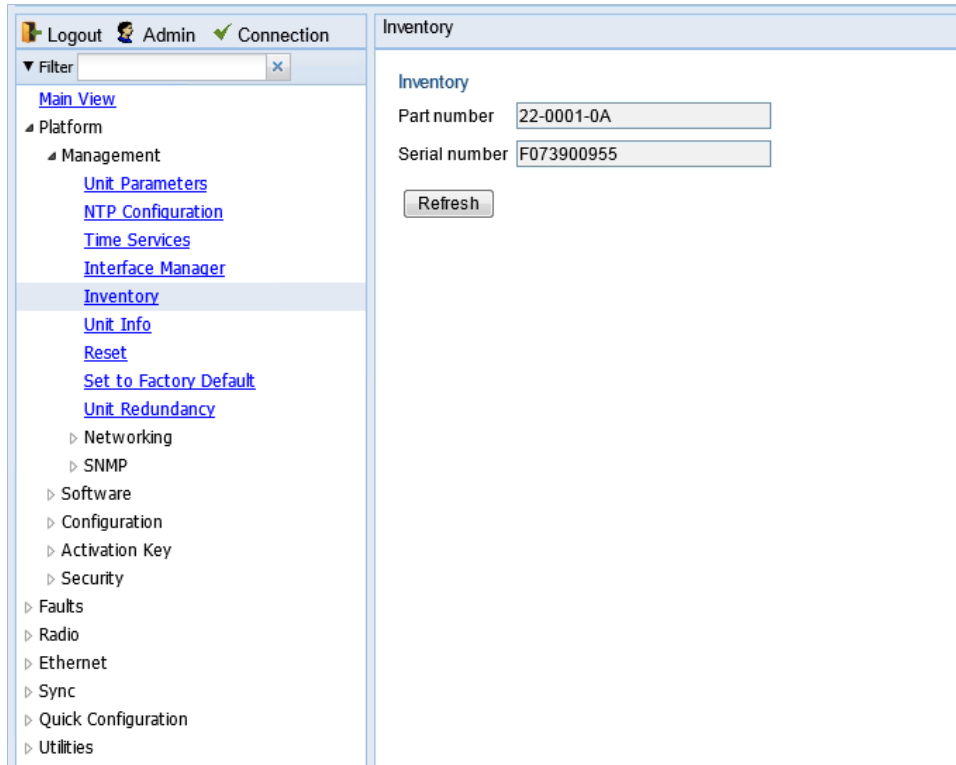 Logout Admin Connection
Filter
Main View
Platform
Management
Unit Parameters
NTP Configuration
Time Services
Interface Manager
Inventory
Unit Info
Reset
Set to Factory Default
Unit Redundancy
Networking
SNMP
Software
Configuration
Activation Key
Security
Faults
Radio
Ethernet
Sync
Quick Configuration
Utilities
Inventory
Inventory
Part number 22-0001-0A
Serial number F073900955
Refresh